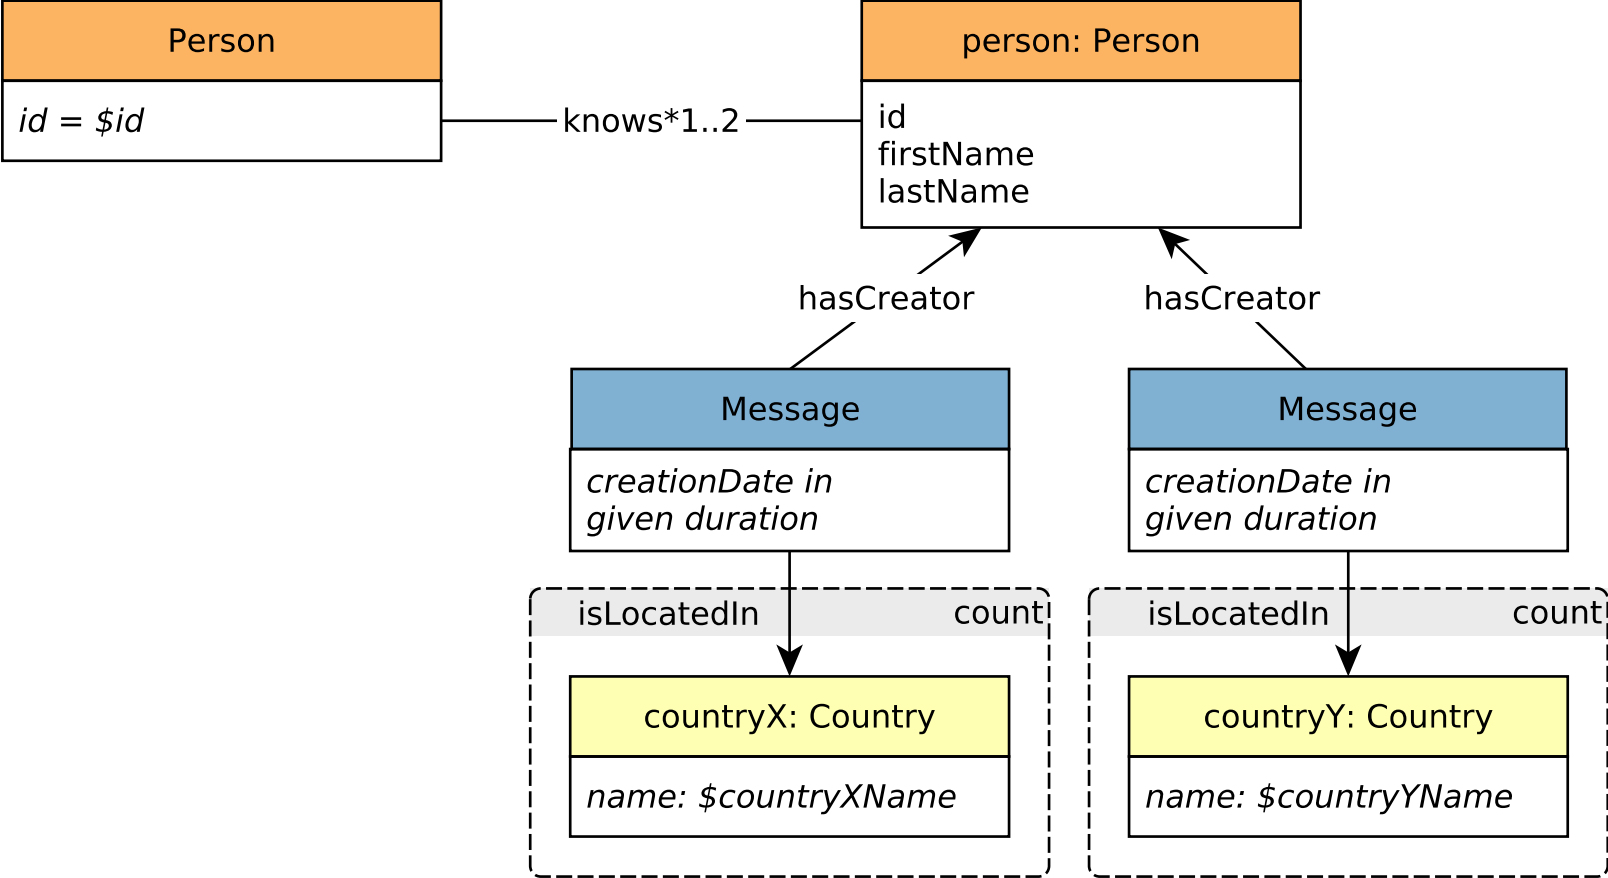 Person
id = $id
knows*1..2
person: Person
id
firstName
lastName
hasCreator
hasCreator
Message
creationDate in
given duration
Message
creationDate in
given duration
isLocatedIn
count
isLocatedIn
count
countryX: Country
name: $countryXName
countryY: Country
name: $countryYName